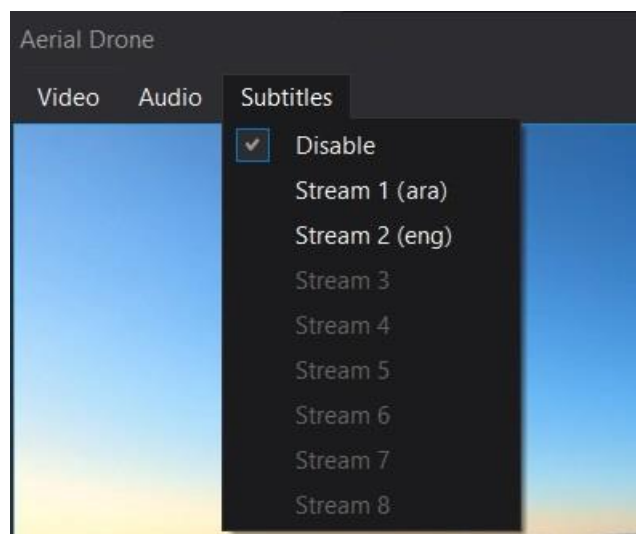 Aerial Drone
Video Audio Subtitles
Disable
Stream 1 (ara)
Stream 2 (eng)
Stream 3
Stream 4
Stream 5
Stream 6
Stream 7
Stream 8